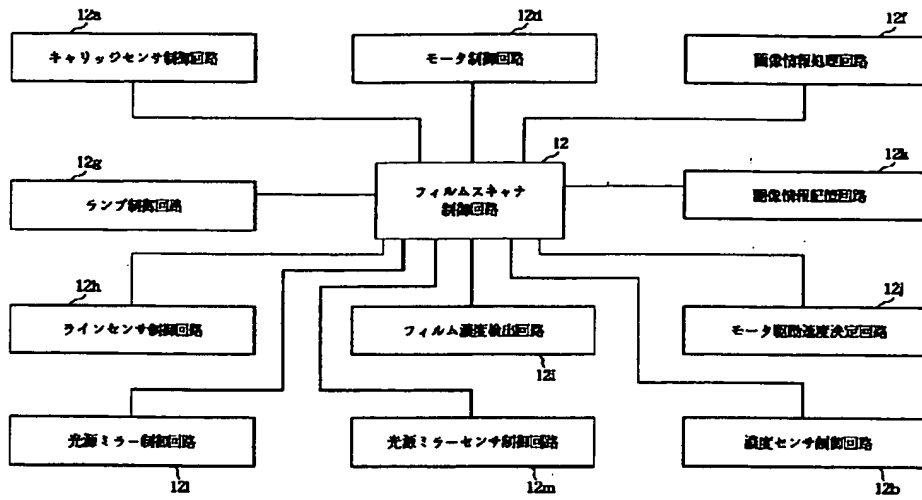 12a
キャリッジセンサ制御回路
12d
モータ制御回路
12f
画像情報処理回路
12g
ランプ制御回路
12
フィルムスキャナ
制御回路
12k
画像情報記憶回路
12h
ラインセンサ制御回路
フィルム濃度検出回路
12i
12j
モータ駆動速度決定回路
光源ミラー制御回路
12l
光源ミラーセンサ制御回路
12m
濃度センサ制御回路
12b